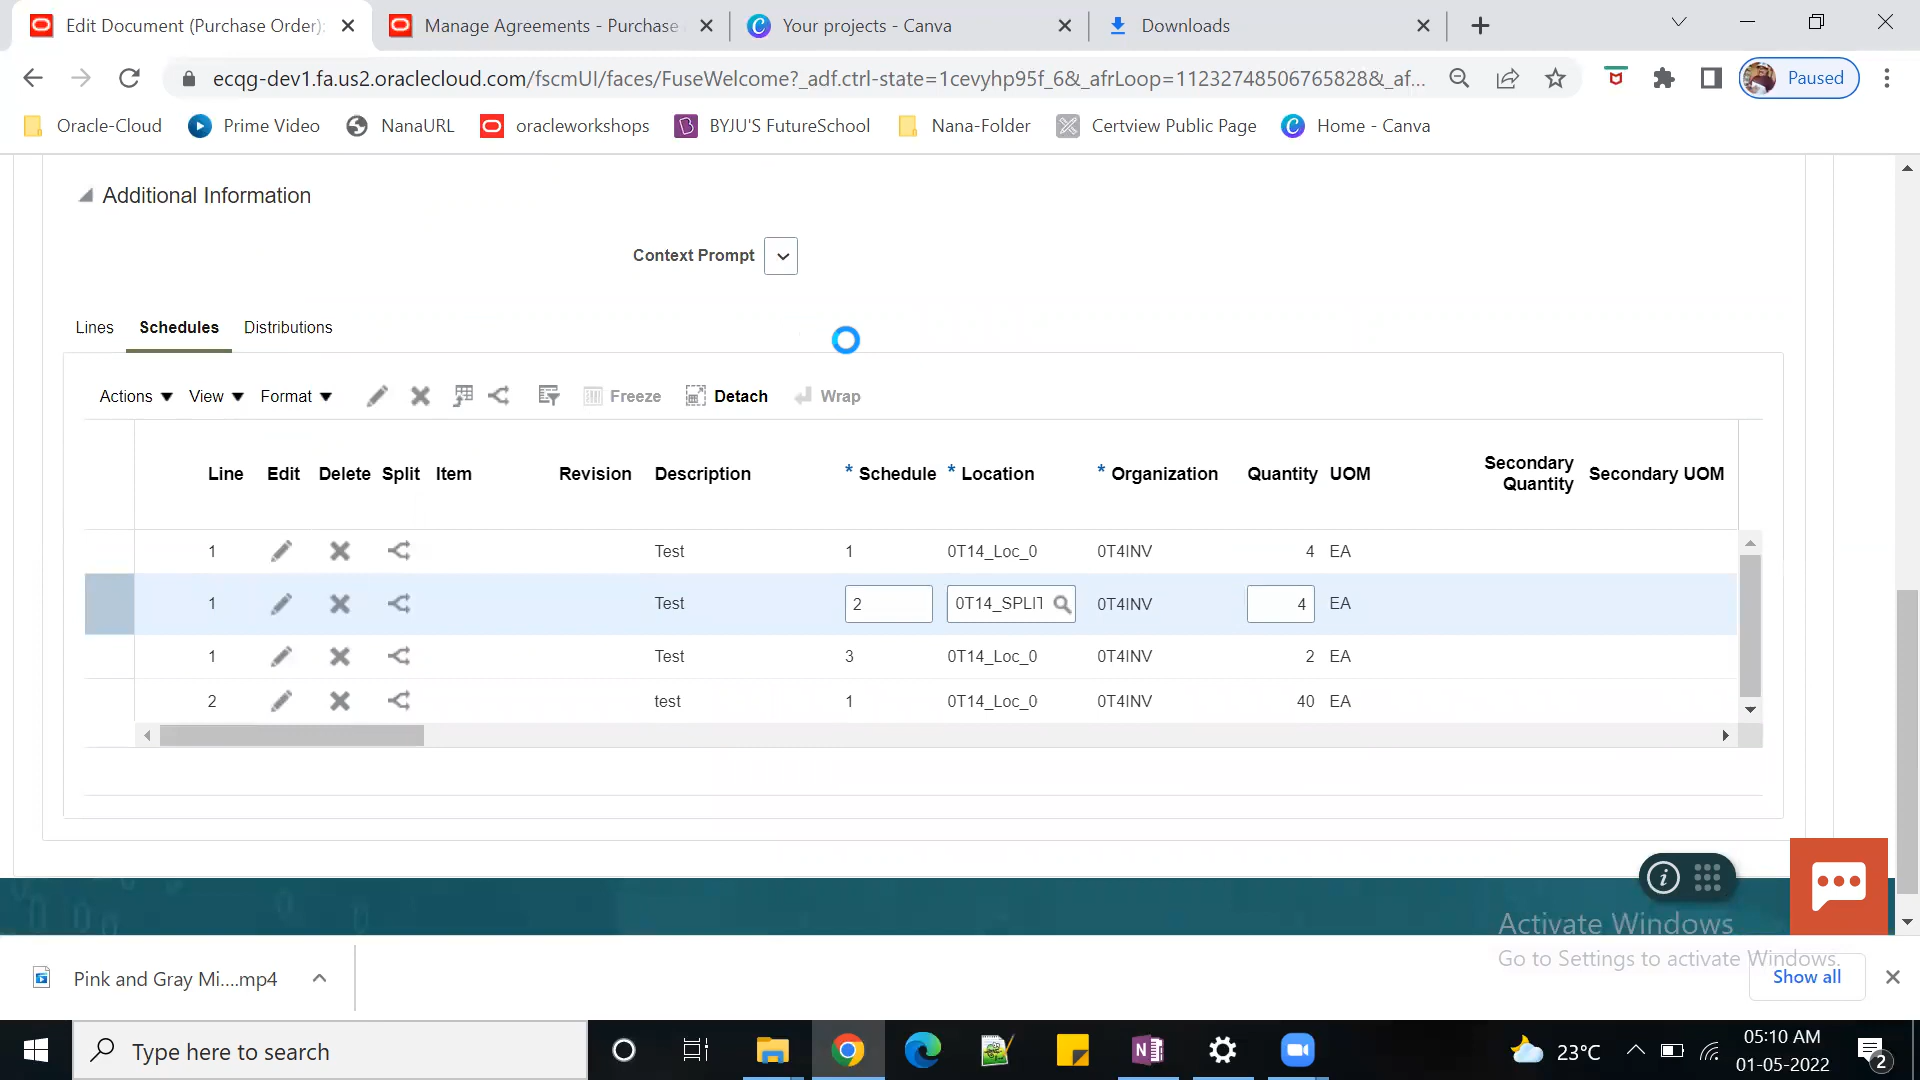 Edit Document (Purchase Order):
Manage Agreements - Purchase
Your projects - Canva
Downloads
ecqg-dev1.fa.us2.oraclecloud.com/fscmUI/faces/FuseWelcome?_adf.ctrl-state=1cevyhp95f_6&_afrLoop=11232748506765828&_af...
Paused
Oracle-Cloud
Prime Video
NanaURL
oracleworkshops
BYJU'S FutureSchool
Nana-Folder
Certview Public Page
Home - Canva
Additional Information
Context Prompt
Lines Schedules Distributions
Actions View Format Freeze Detach Wrap
Line Edit Delete Split Item Revision Description * Schedule * Location * Organization Quantity UOM Secondary Quantity Secondary UOM
1 Test 1 0T14_Loc_0 0T4INV 4 EA
1 Test 2 0T14_SPLIT 0T4INV 4 EA
1 Test 3 0T14_Loc_0 0T4INV 2 EA
2 test 1 0T14_Loc_0 0T4INV 40 EA
Activate Windows
Go to Settings to activate Windows.
Pink and Gray Mi....mp4
Show all
Type here to search
23°C
05:10 AM
01-05-2022
2